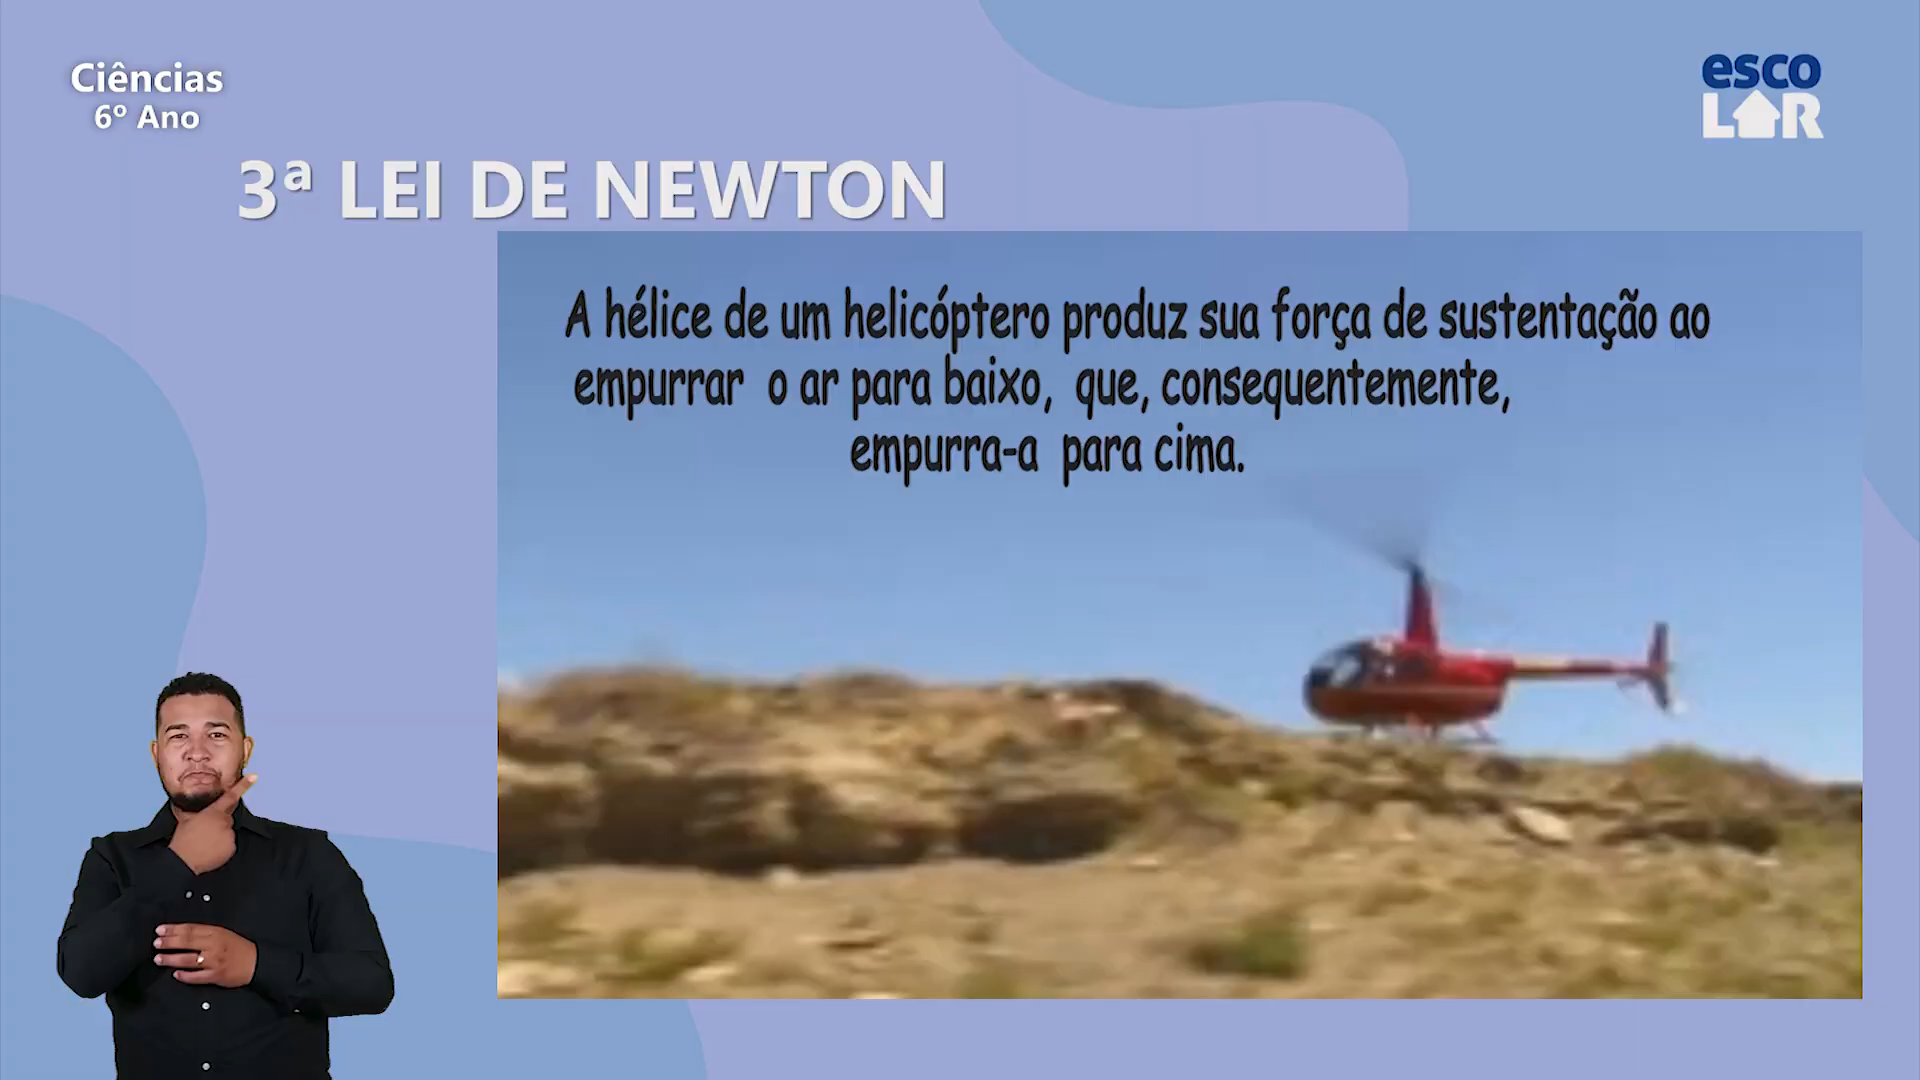 Ciências
6º Ano
esco
LAR
3ª LEI DE NEWTON
A hélice de um helicóptero produz sua força de sustentação ao
empurrar o ar para baixo, que, consequentemente,
empurra-a para cima.